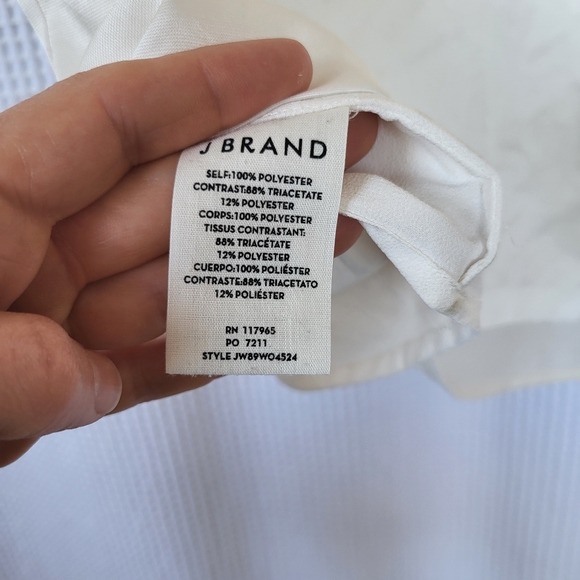 J BRAND
SELF:100% POLYESTER
CONTRAST:88% TRIACETATE
12% POLYESTER
CORPS:100% POLYESTER
TISSUS CONTRASTANT:
88% TRIACÉTATE
12% POLYESTER
CUERPO:100% POLIÉSTER
CONTRASTE:88% TRIACETATO
12% POLIÉSTER
RN 117965
PO 7211
STYLE JW89WO4524